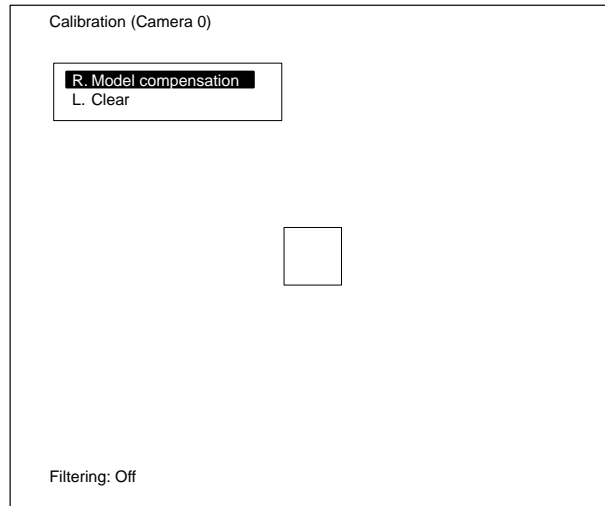 Calibration (Camera 0)
R. Model compensation
L. Clear
Filtering: Off